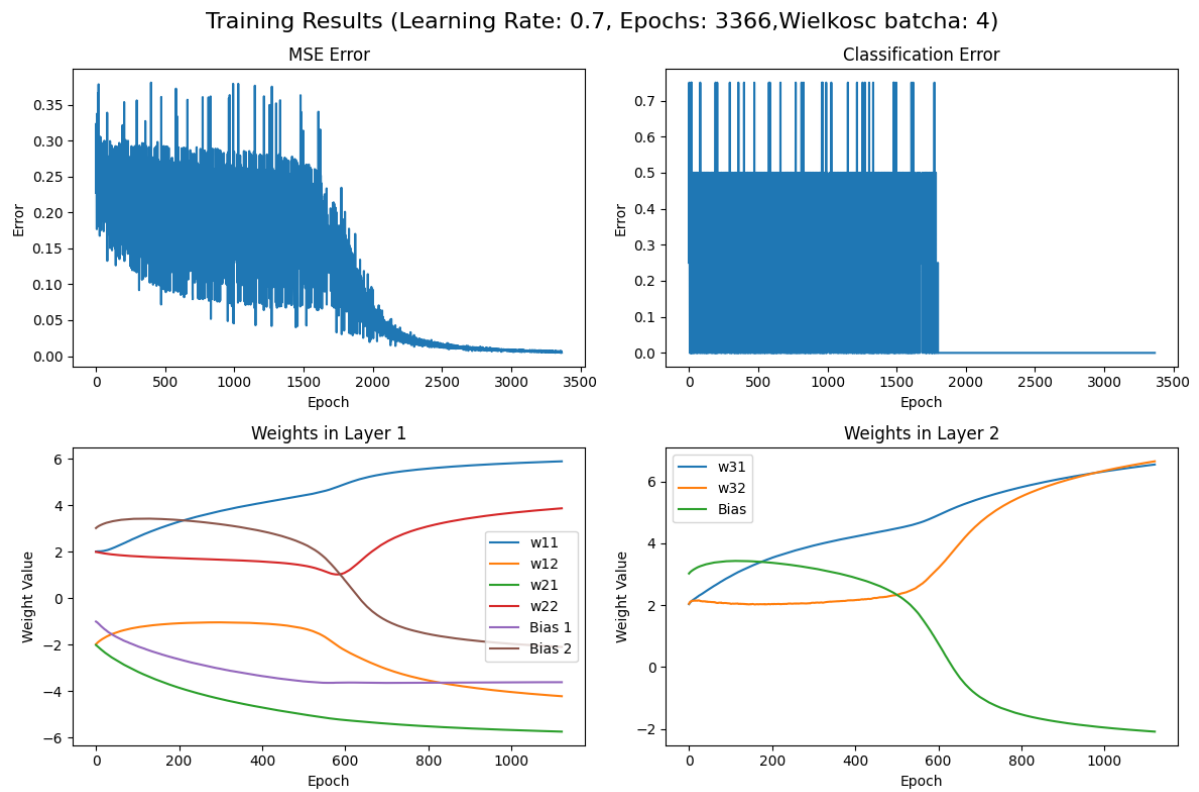 Training Results (Learning Rate: 0.7, Epochs: 3366,Wielkosc batcha: 4)
MSE Error
Error
0.35
0.30
0.25
0.20
0.15
0.10
0.05
0.00
0 500 1000 1500 2000 2500 3000 3500
Epoch
Classification Error
Error
0.7
0.6
0.5
0.4
0.3
0.2
0.1
0.0
0 500 1000 1500 2000 2500 3000 3500
Epoch
Weights in Layer 1
Weight Value
6
4
2
0
−2
−4
−6
w11
w12
w21
w22
Bias 1
Bias 2
0 200 400 600 800 1000
Epoch
Weights in Layer 2
Weight Value
w31
w32
Bias
6
4
2
0
−2
0 200 400 600 800 1000
Epoch